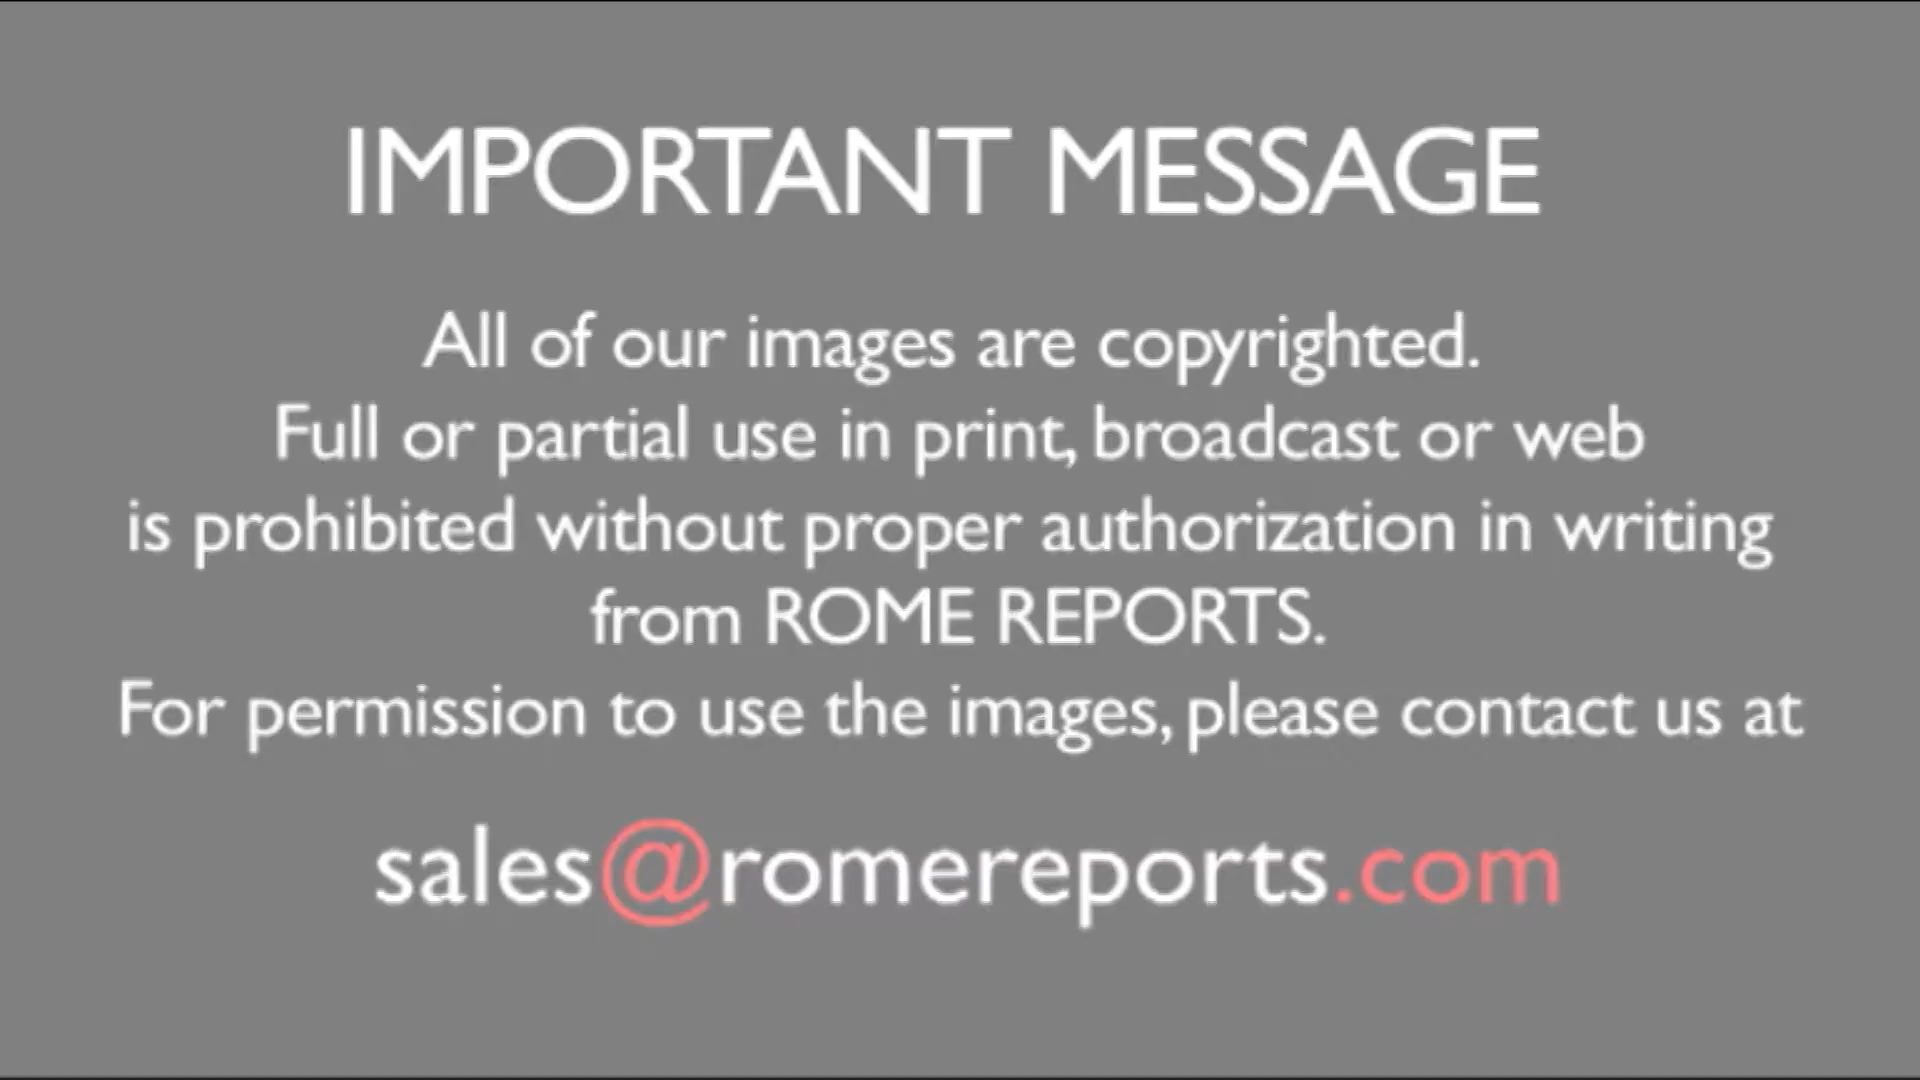 IMPORTANT MESSAGE
All of our images are copyrighted.
Full or partial use in print, broadcast or web
is prohibited without proper authorization in writing
from ROME REPORTS.
For permission to use the images, please contact us at
sales@romereports.com